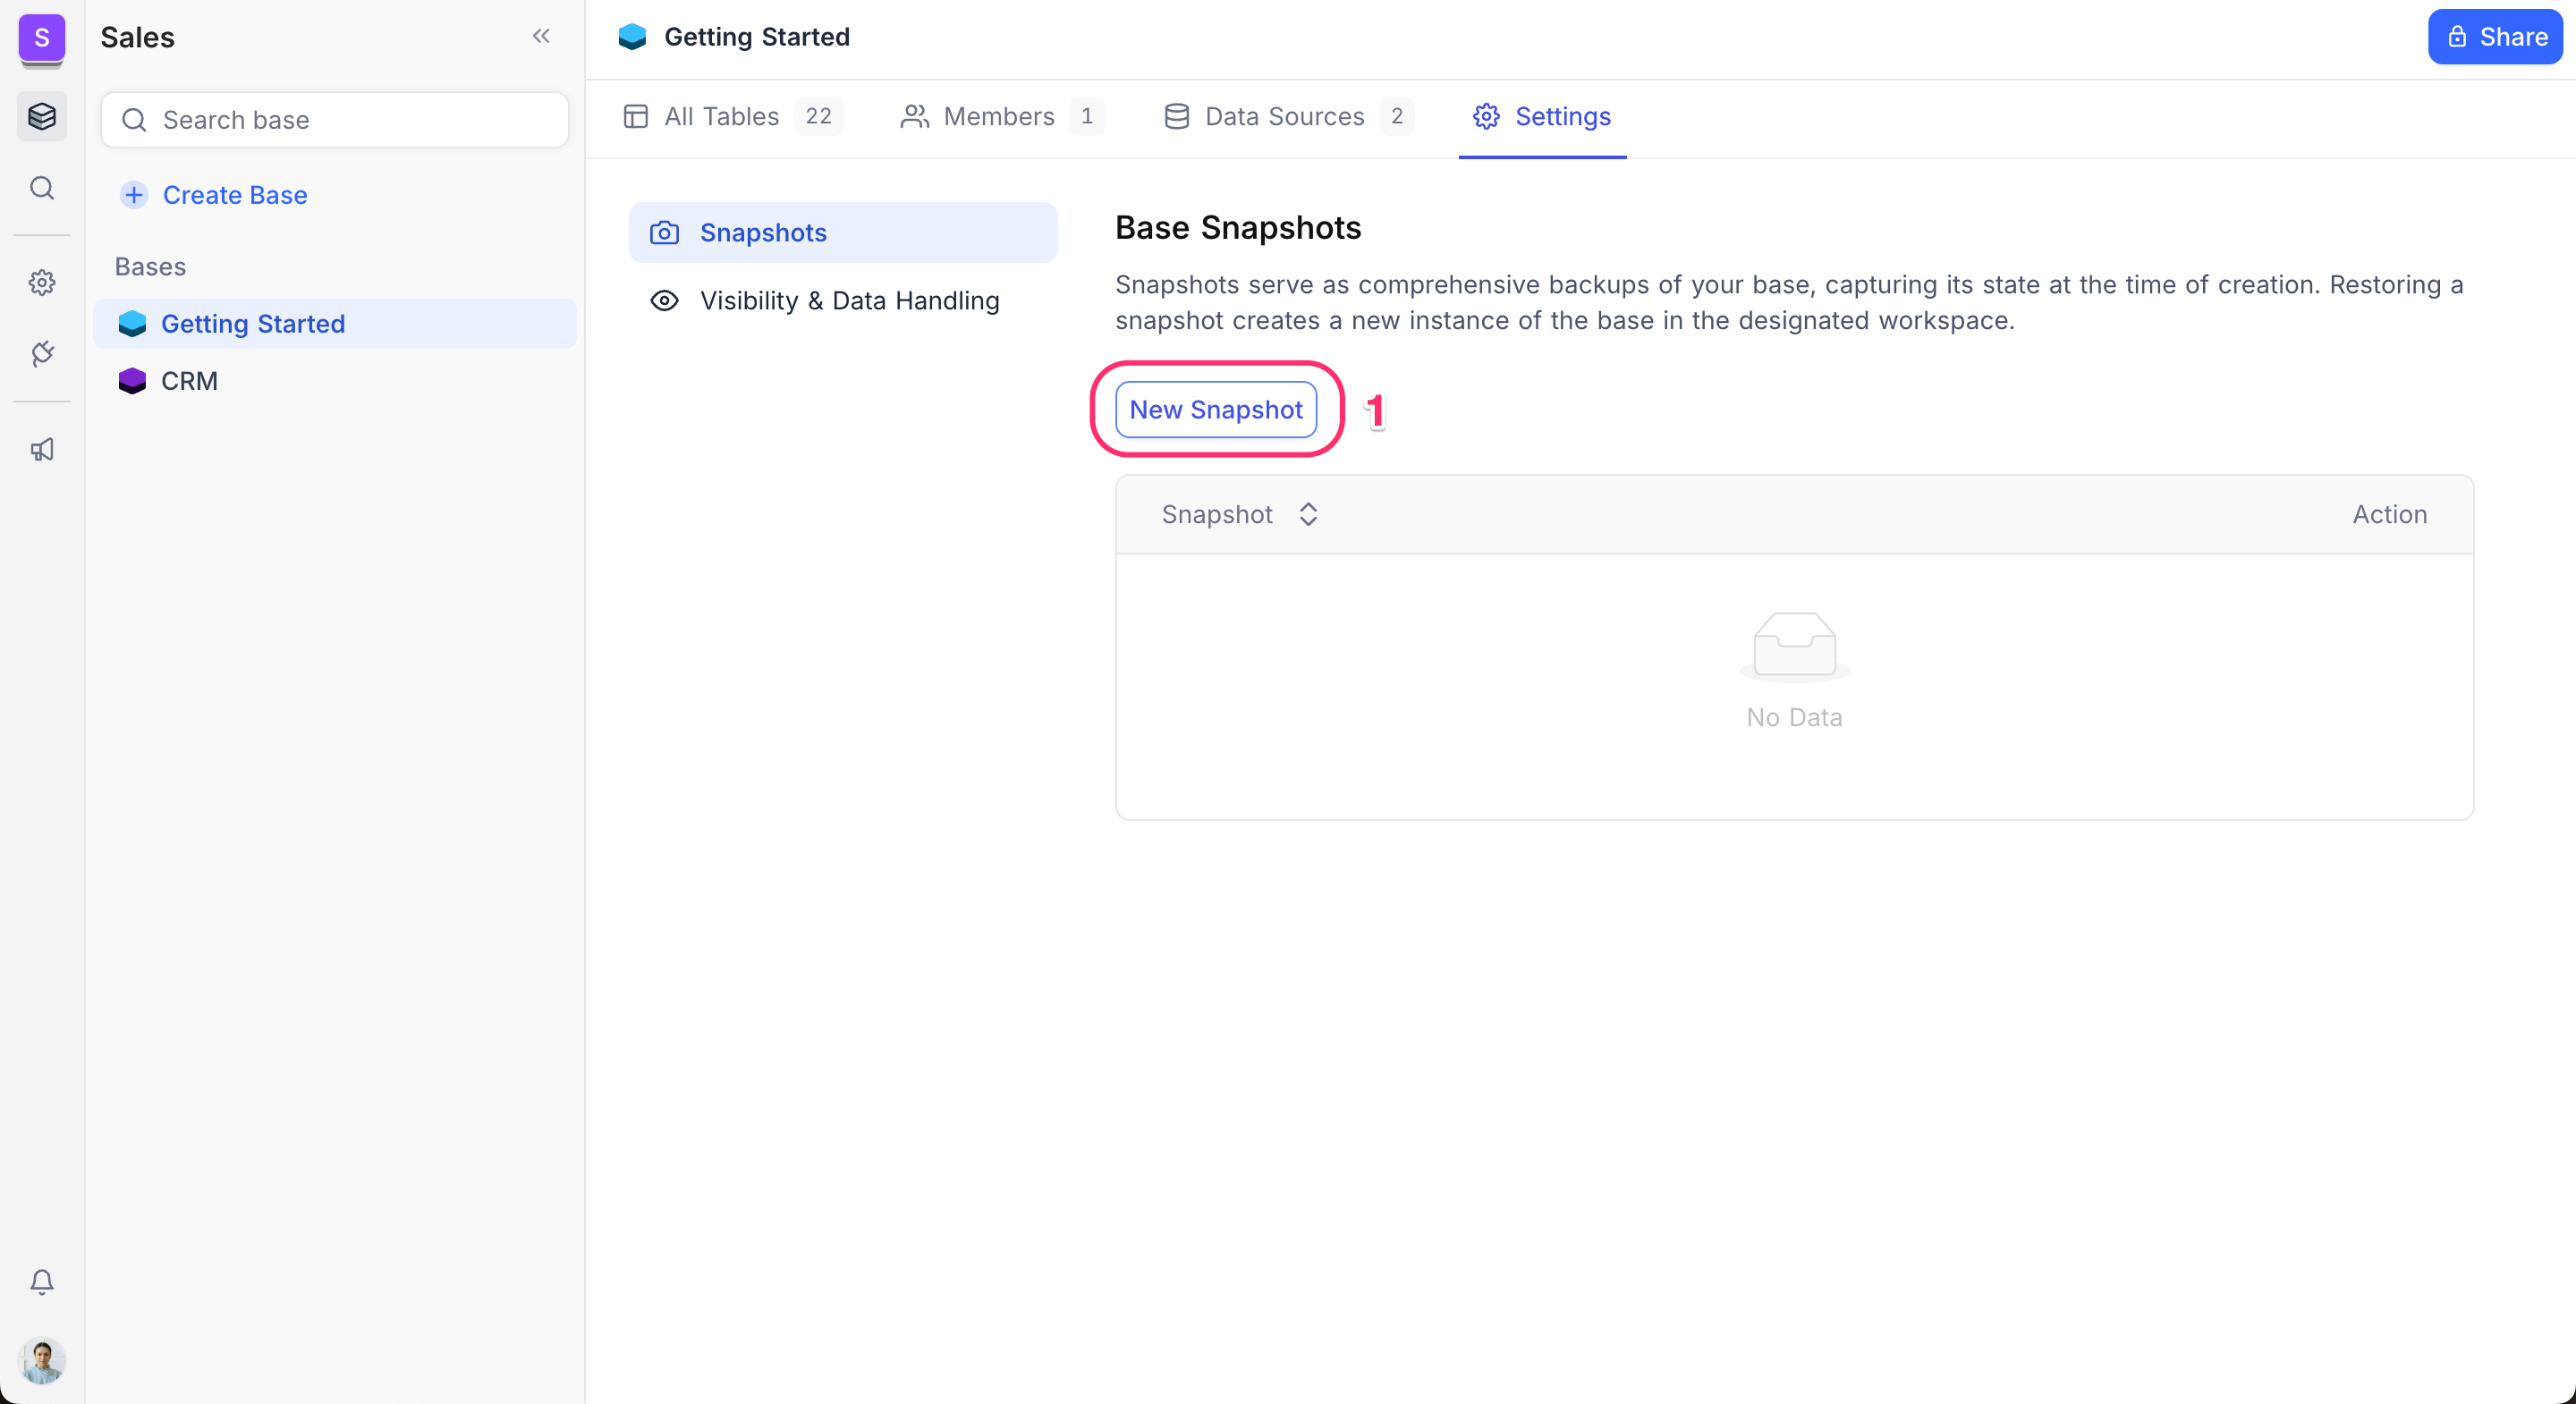 S
Sales
Search base
Create Base
Bases
Getting Started
CRM
Getting Started
Share
All Tables 22
Members 1
Data Sources 2
Settings
Snapshots
Visibility & Data Handling
Base Snapshots
Snapshots serve as comprehensive backups of your base, capturing its state at the time of creation. Restoring a
snapshot creates a new instance of the base in the designated workspace.
New Snapshot
1
Snapshot
Action
No Data